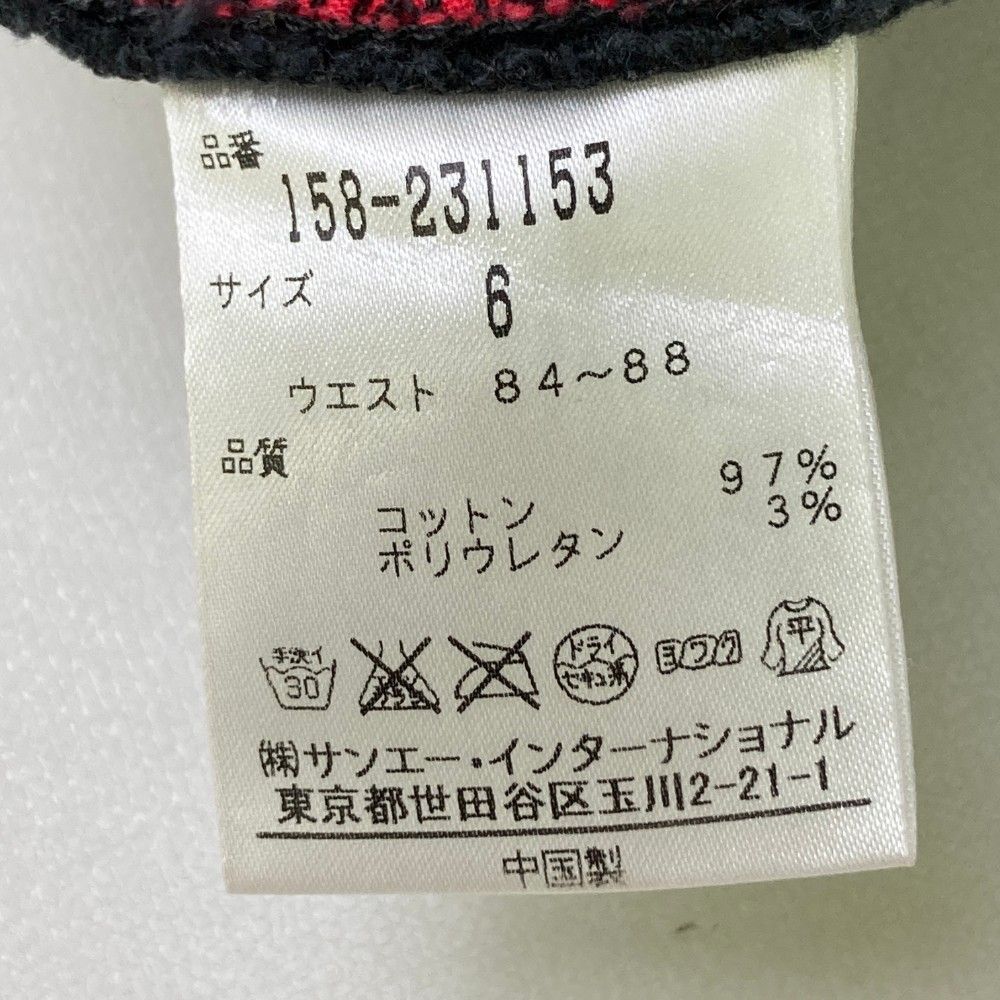 品番
158-231153
サイズ 6
ウエスト 84~88
品質
コットン 97%
ポリウレタン 3%
手洗イ 30
ドライ
セキユ系
ヨワク
平
㈱サンエー・インターナショナル
東京都世田谷区玉川2-21-1
中国製